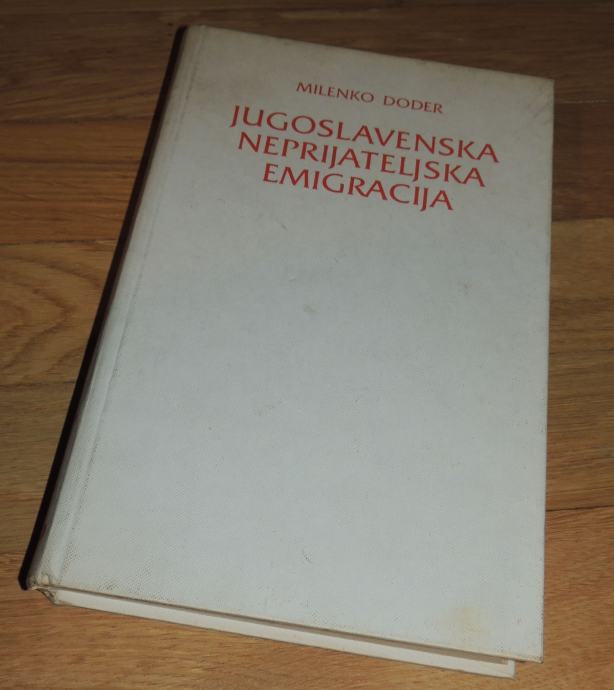 MILENKO DODER
JUGOSLAVENSKA
NEPRIJATELJSKA
EMIGRACIJA